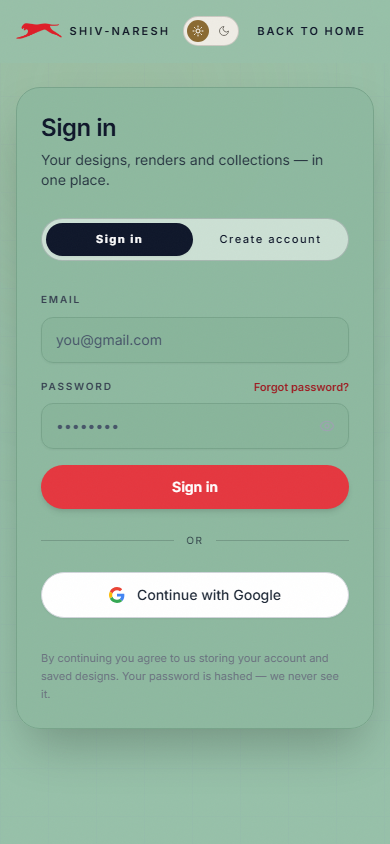 SHIV-NARESH
BACK TO HOME
Sign in
Your designs, renders and collections — in
one place.
Sign in
Create account
EMAIL
you@gmail.com
PASSWORD
Forgot password?
••••••••
Sign in
OR
Continue with Google
By continuing you agree to us storing your account and
saved designs. Your password is hashed — we never see
it.